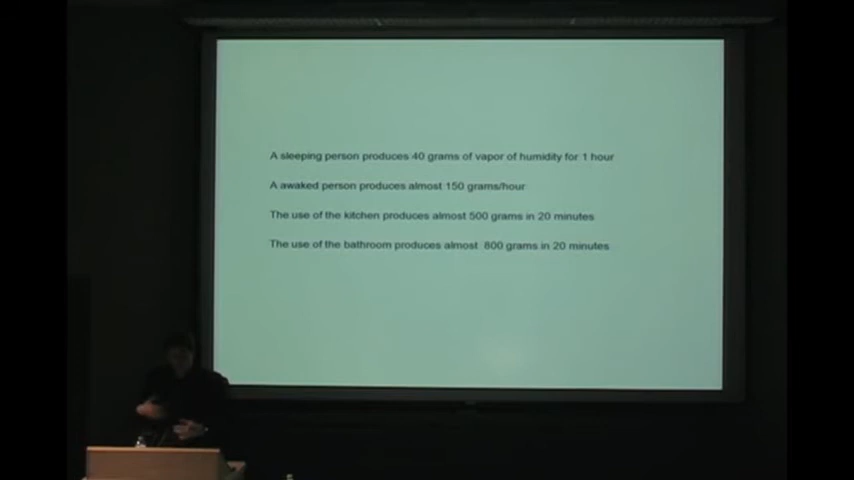 A sleeping person produces 40 grams of vapor of humidity for 1 hour
A awaked person produces almost 150 grams/hour
The use of the kitchen produces almost 500 grams in 20 minutes
The use of the bathroom produces almost 800 grams in 20 minutes